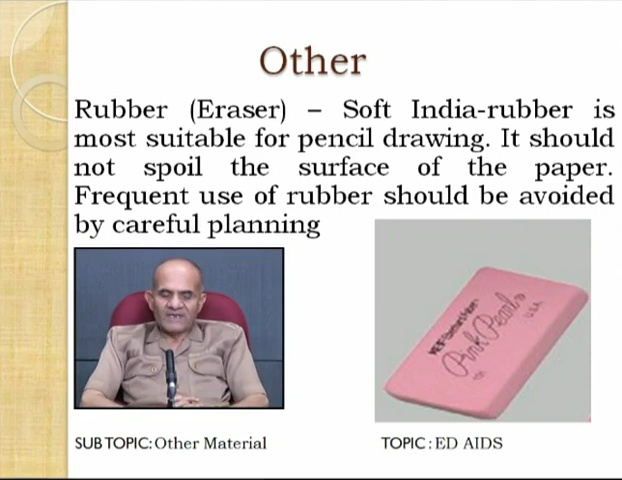 Other
Rubber (Eraser) – Soft India-rubber is
most suitable for pencil drawing. It should
not spoil the surface of the paper.
Frequent use of rubber should be avoided
by careful planning
Pink Pearl®
U.S.A.
SUB TOPIC: Other Material
TOPIC : ED AIDS